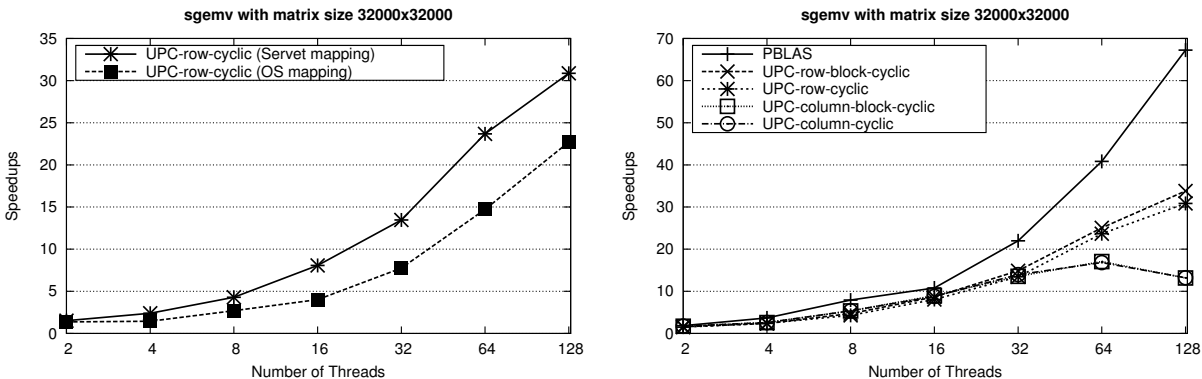 sgemv with matrix size 32000x32000
35
30
25
20
15
10
5
0
Speedups
UPC-row-cyclic (Servet mapping)
UPC-row-cyclic (OS mapping)
2 4 8 16 32 64 128
Number of Threads
sgemv with matrix size 32000x32000
70
60
50
40
30
20
10
0
Speedups
PBLAS
UPC-row-block-cyclic
UPC-row-cyclic
UPC-column-block-cyclic
UPC-column-cyclic
2 4 8 16 32 64 128
Number of Threads